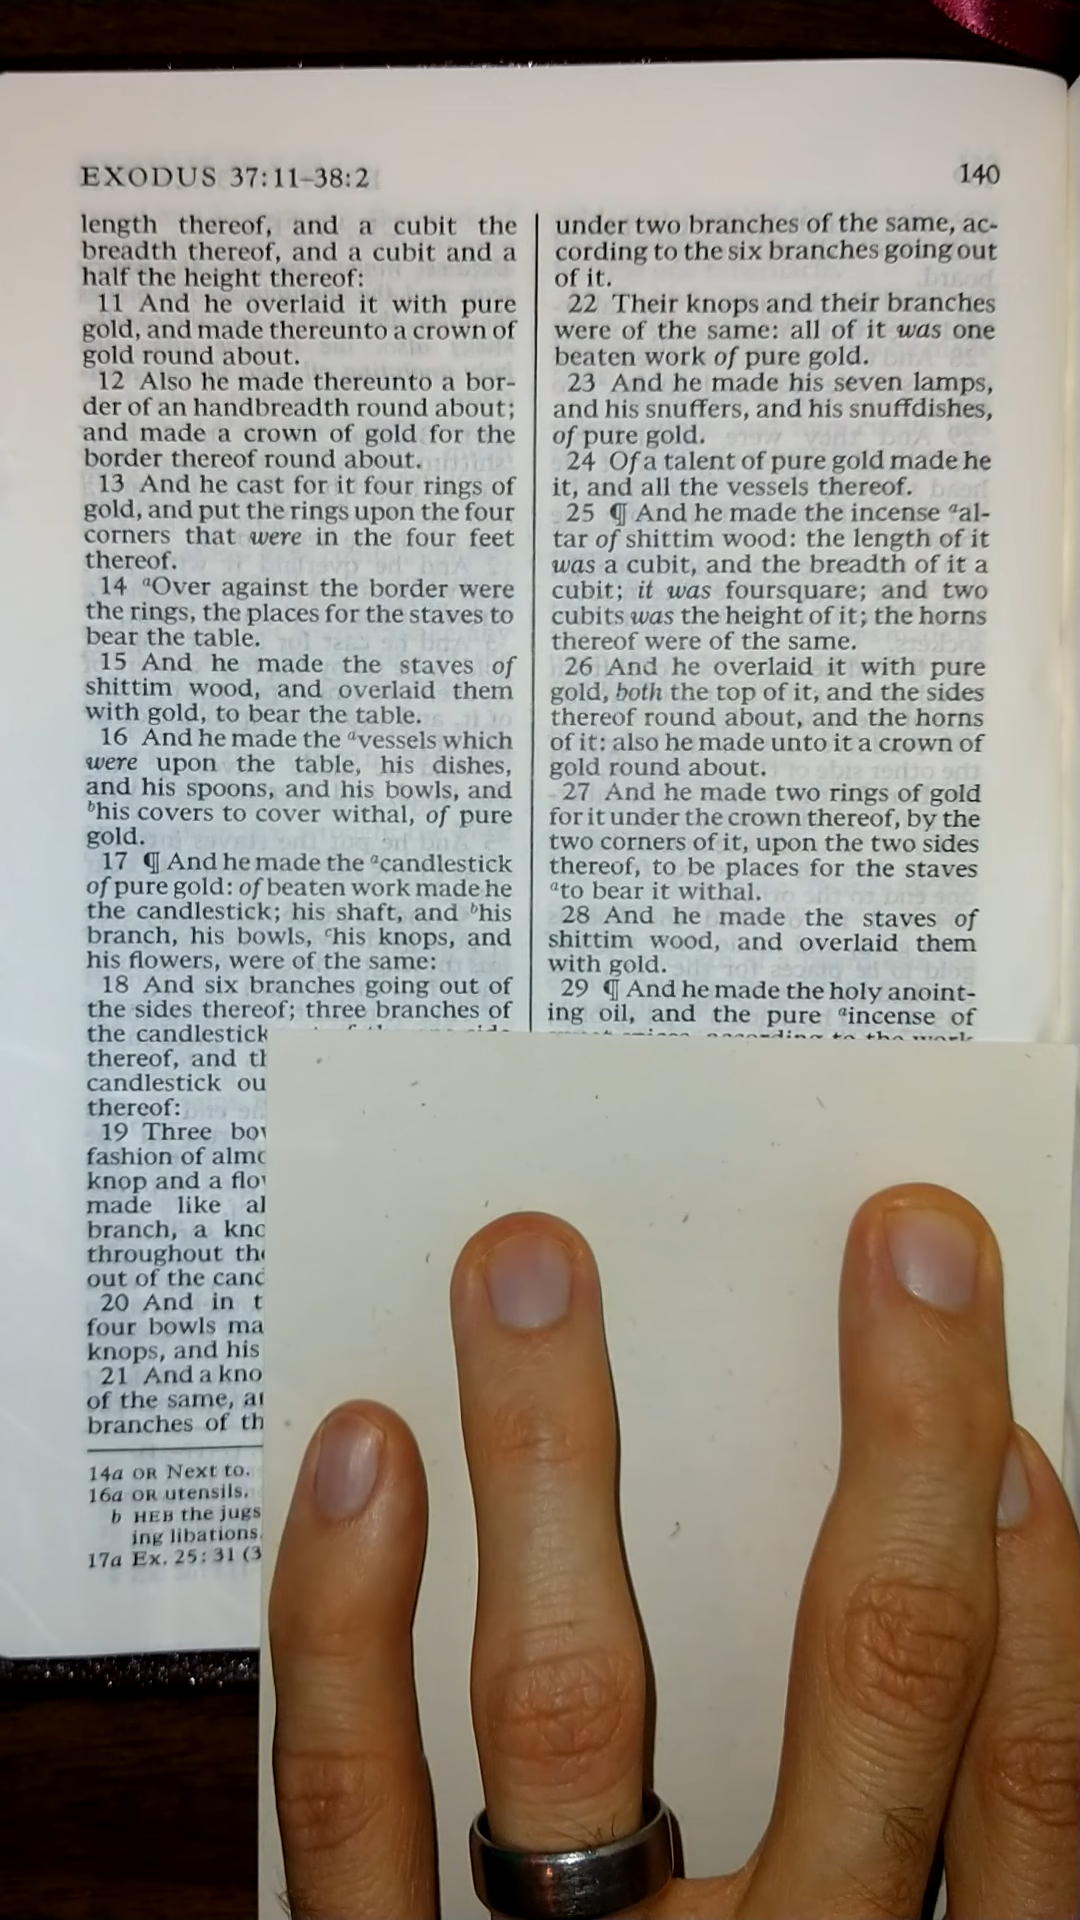 EXODUS 37:11–38:2
140
length thereof, and a cubit the
breadth thereof, and a cubit and a
half the height thereof:
11 And he overlaid it with pure
gold, and made thereunto a crown of
gold round about.
12 Also he made thereunto a bor-
der of an handbreadth round about;
and made a crown of gold for the
border thereof round about.
13 And he cast for it four rings of
gold, and put the rings upon the four
corners that were in the four feet
thereof.
14 aOver against the border were
the rings, the places for the staves to
bear the table.
15 And he made the staves of
shittim wood, and overlaid them
with gold, to bear the table.
16 And he made the avessels which
were upon the table, his dishes,
and his spoons, and his bowls, and
bhis covers to cover withal, of pure
gold.
17 ¶ And he made the acandlestick
of pure gold: of beaten work made he
the candlestick; his shaft, and bhis
branch, his bowls, chis knops, and
his flowers, were of the same:
18 And six branches going out of
the sides thereof; three branches of
the candlestick
thereof, and
candlestick
thereof:
19 Three
fashion of
knop and a
made like
branch, a
throughout
out of the
20 And in
four bowls
knops, and his
21 And a
of the same,
branches of
14a OR Next to.
16a OR utensils.
b HEB the jugs
ing libations.
17a Ex. 25:31
under two branches of the same, ac-
cording to the six branches going out
of it.
22 Their knops and their branches
were of the same: all of it was one
beaten work of pure gold.
23 And he made his seven lamps,
and his snuffers, and his snuffdishes,
of pure gold.
24 Of a talent of pure gold made he
it, and all the vessels thereof.
25 ¶ And he made the incense aal-
tar of shittim wood: the length of it
was a cubit, and the breadth of it a
cubit; it was foursquare; and two
cubits was the height of it; the horns
thereof were of the same.
26 And he overlaid it with pure
gold, both the top of it, and the sides
thereof round about, and the horns
of it: also he made unto it a crown of
gold round about.
27 And he made two rings of gold
for it under the crown thereof, by the
two corners of it, upon the two sides
thereof, to be places for the staves
ato bear it withal.
28 And he made the staves of
shittim wood, and overlaid them
with gold.
29 ¶ And he made the holy anoint-
ing oil, and the pure aincense of